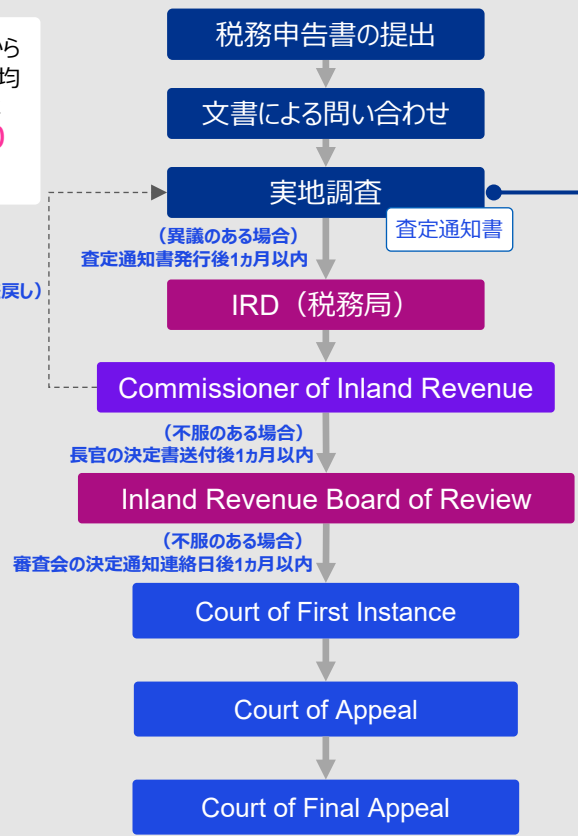 税務申告書の提出
から
均
文書による問い合わせ
実地調査
査定通知書
(異議のある場合)
査定通知書発行後1ヵ月以内
戻し)
IRD(税務局)
Commissioner of Inland Revenue
(不服のある場合)
長官の決定書送付後1ヵ月以内
Inland Revenue Board of Review
(不服のある場合)
審査会の決定通知連絡日後1ヵ月以内
Court of First Instance
Court of Appeal
Court of Final Appeal